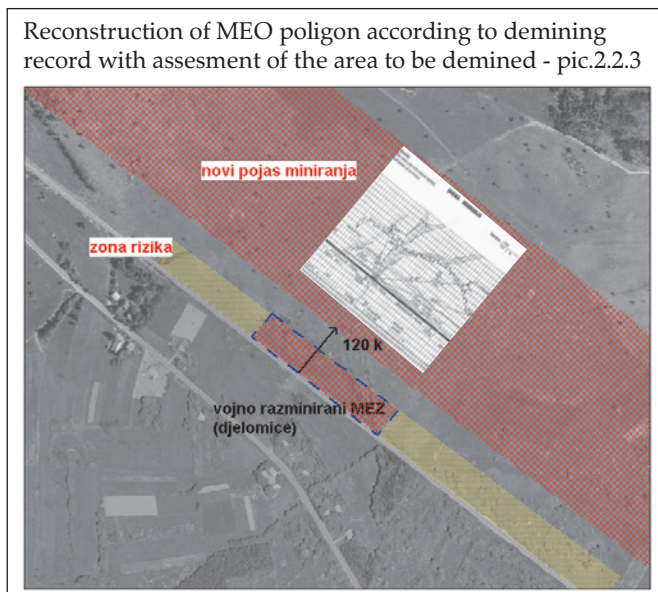 Reconstruction of MEO poligon according to demining
record with assesment of the area to be demined - pic.2.2.3
novi pojas miniranja
zona rizika
120 k
vojno razminirani MEZ
(djelomice)